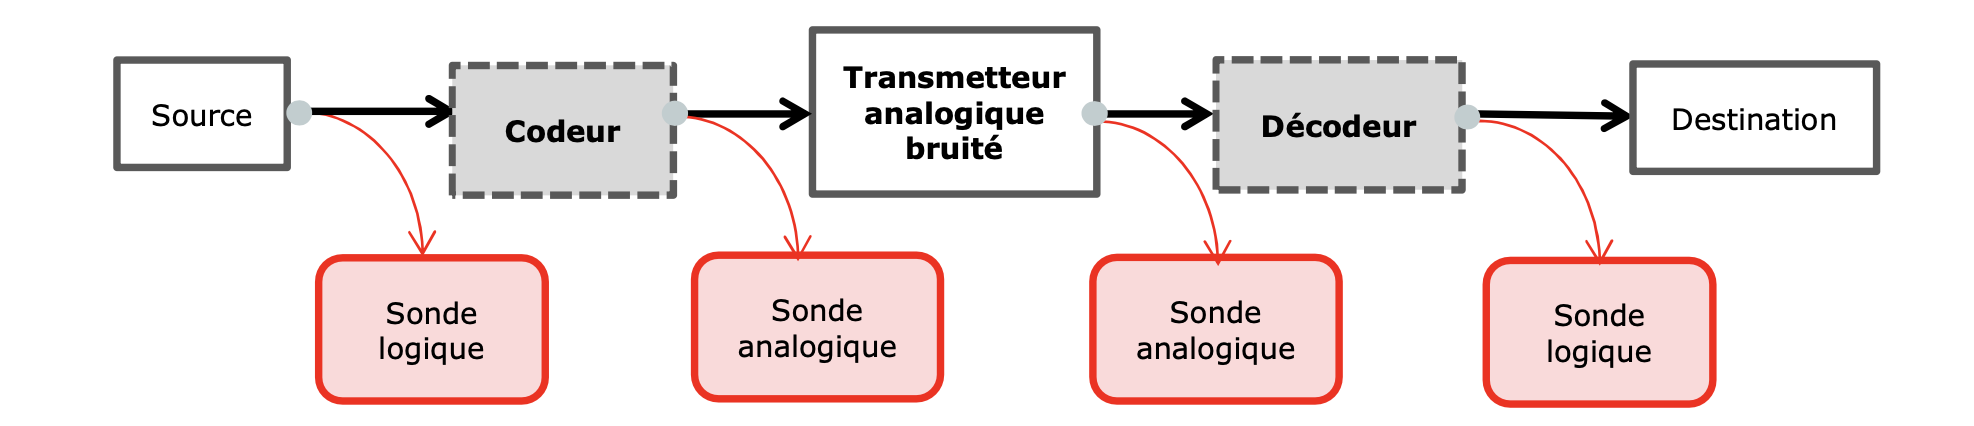 Source
Codeur
Transmetteur
analogique
bruité
Décodeur
Destination
Sonde
logique
Sonde
analogique
Sonde
analogique
Sonde
logique